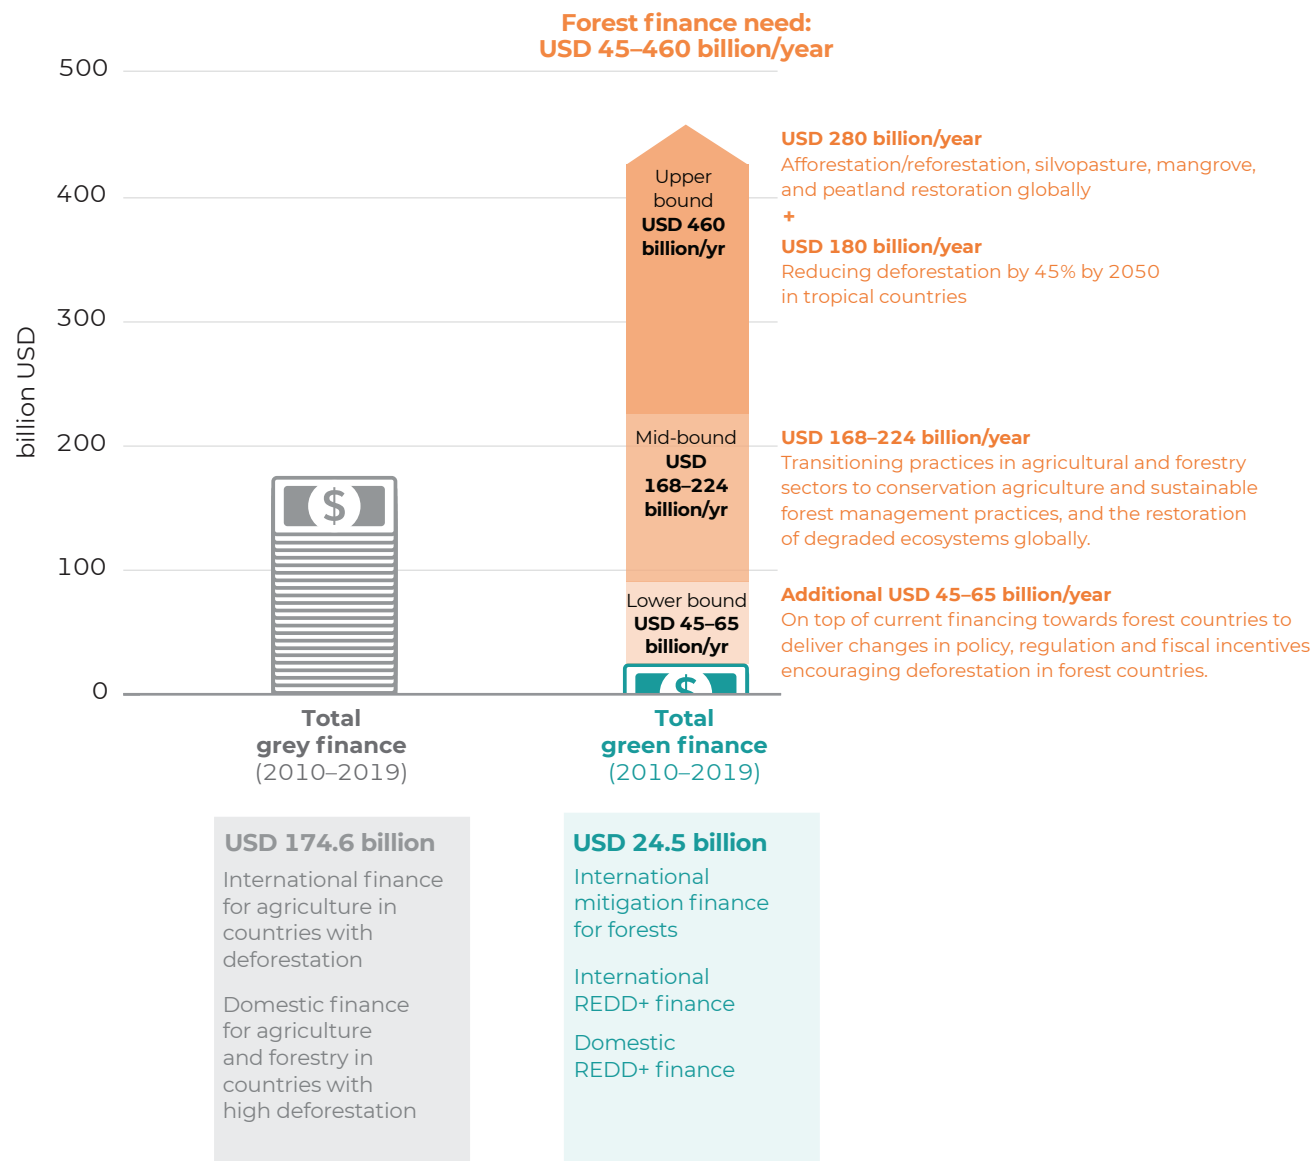 Forest finance need:
USD 45–460 billion/year
billion USD
500
400
300
200
100
0
$
Upper
bound
USD 460
billion/yr
Mid-bound
USD
168–224
billion/yr
Lower bound
USD 45–65
billion/yr
$
USD 280 billion/year
Afforestation/reforestation, silvopasture, mangrove,
and peatland restoration globally
+
USD 180 billion/year
Reducing deforestation by 45% by 2050
in tropical countries
USD 168–224 billion/year
Transitioning practices in agricultural and forestry
sectors to conservation agriculture and sustainable
forest management practices, and the restoration
of degraded ecosystems globally.
Additional USD 45–65 billion/year
On top of current financing towards forest countries to
deliver changes in policy, regulation and fiscal incentives
encouraging deforestation in forest countries.
Total
grey finance
(2010–2019)
Total
green finance
(2010–2019)
USD 174.6 billion
International finance
for agriculture in
countries with
deforestation
Domestic finance
for agriculture
and forestry in
countries with
high deforestation
USD 24.5 billion
International
mitigation finance
for forests
International
REDD+ finance
Domestic
REDD+ finance